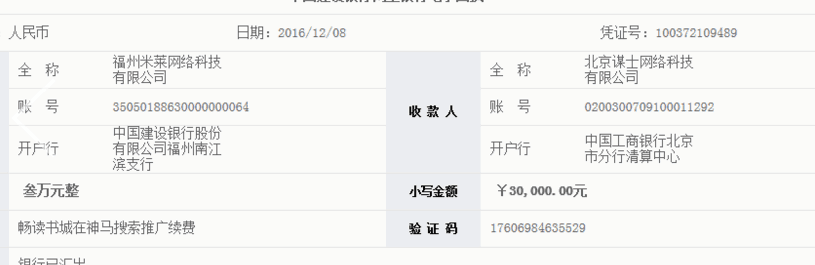 人民币 日期：2016/12/08 凭证号：100372109489
全 称 福州米莱网络科技有限公司 收款人 全 称 北京谋士网络科技有限公司
账 号 35050188630000000064 账 号 0200300709100011292
开户行 中国建设银行股份有限公司福州南江滨支行 开户行 中国工商银行北京市分行清算中心
叁万元整 小写金额 ￥30,000.00元
畅读书城在神马搜索推广续费 验证码 17606984635529
银行已汇出